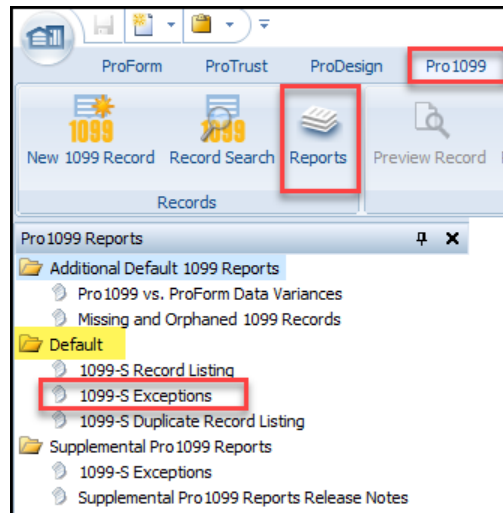 ProForm ProTrust ProDesign Pro1099
1099 1099
New 1099 Record Record Search Reports Preview Record
Records
Pro1099 Reports
Additional Default 1099 Reports
Pro1099 vs. ProForm Data Variances
Missing and Orphaned 1099 Records
Default
1099-S Record Listing
1099-S Exceptions
1099-S Duplicate Record Listing
Supplemental Pro1099 Reports
1099-S Exceptions
Supplemental Pro1099 Reports Release Notes